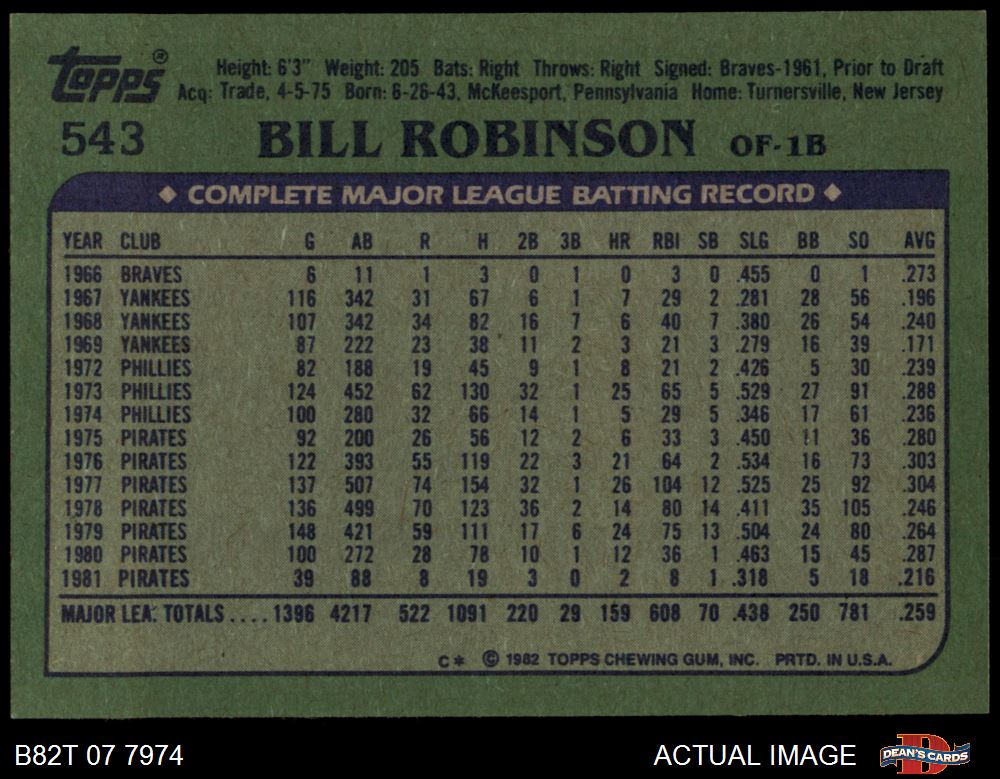 Topps®
Height: 6'3" Weight: 205 Bats: Right Throws: Right Signed: Braves-1961, Prior to Draft
Acq: Trade, 4-5-75 Born: 6-26-43, McKeesport, Pennsylvania Home: Turnersville, New Jersey
543 BILL ROBINSON OF-1B
◆ COMPLETE MAJOR LEAGUE BATTING RECORD ◆
YEAR CLUB G AB R H 2B 3B HR RBI SB SLG BB SO AVG
1966 BRAVES 6 11 1 3 0 1 0 3 0 .455 0 1 .273
1967 YANKEES 116 342 31 67 6 1 7 29 2 .281 28 56 .196
1968 YANKEES 107 342 34 82 16 7 6 40 7 .380 26 54 .240
1969 YANKEES 87 222 23 38 11 2 3 21 3 .279 16 39 .171
1972 PHILLIES 82 188 19 45 9 1 8 21 2 .426 5 30 .239
1973 PHILLIES 124 452 62 130 32 1 25 65 5 .529 27 91 .288
1974 PHILLIES 100 280 32 66 14 1 5 29 5 .346 17 61 .236
1975 PIRATES 92 200 26 56 12 2 6 33 3 .450 11 36 .280
1976 PIRATES 122 393 55 119 22 3 21 64 2 .534 16 73 .303
1977 PIRATES 137 507 74 154 32 1 26 104 12 .525 25 92 .304
1978 PIRATES 136 499 70 123 36 2 14 80 14 .411 35 105 .246
1979 PIRATES 148 421 59 111 17 6 24 75 13 .504 24 80 .264
1980 PIRATES 100 272 28 78 10 1 12 36 1 .463 15 45 .287
1981 PIRATES 39 88 8 19 3 0 2 8 1 .318 5 18 .216
MAJOR LEA. TOTALS.... 1396 4217 522 1091 220 29 159 608 70 .438 250 781 .259
C* © 1982 TOPPS CHEWING GUM, INC. PRTD. IN U.S.A.
B82T 07 7974 ACTUAL IMAGE DEAN'S CARDS